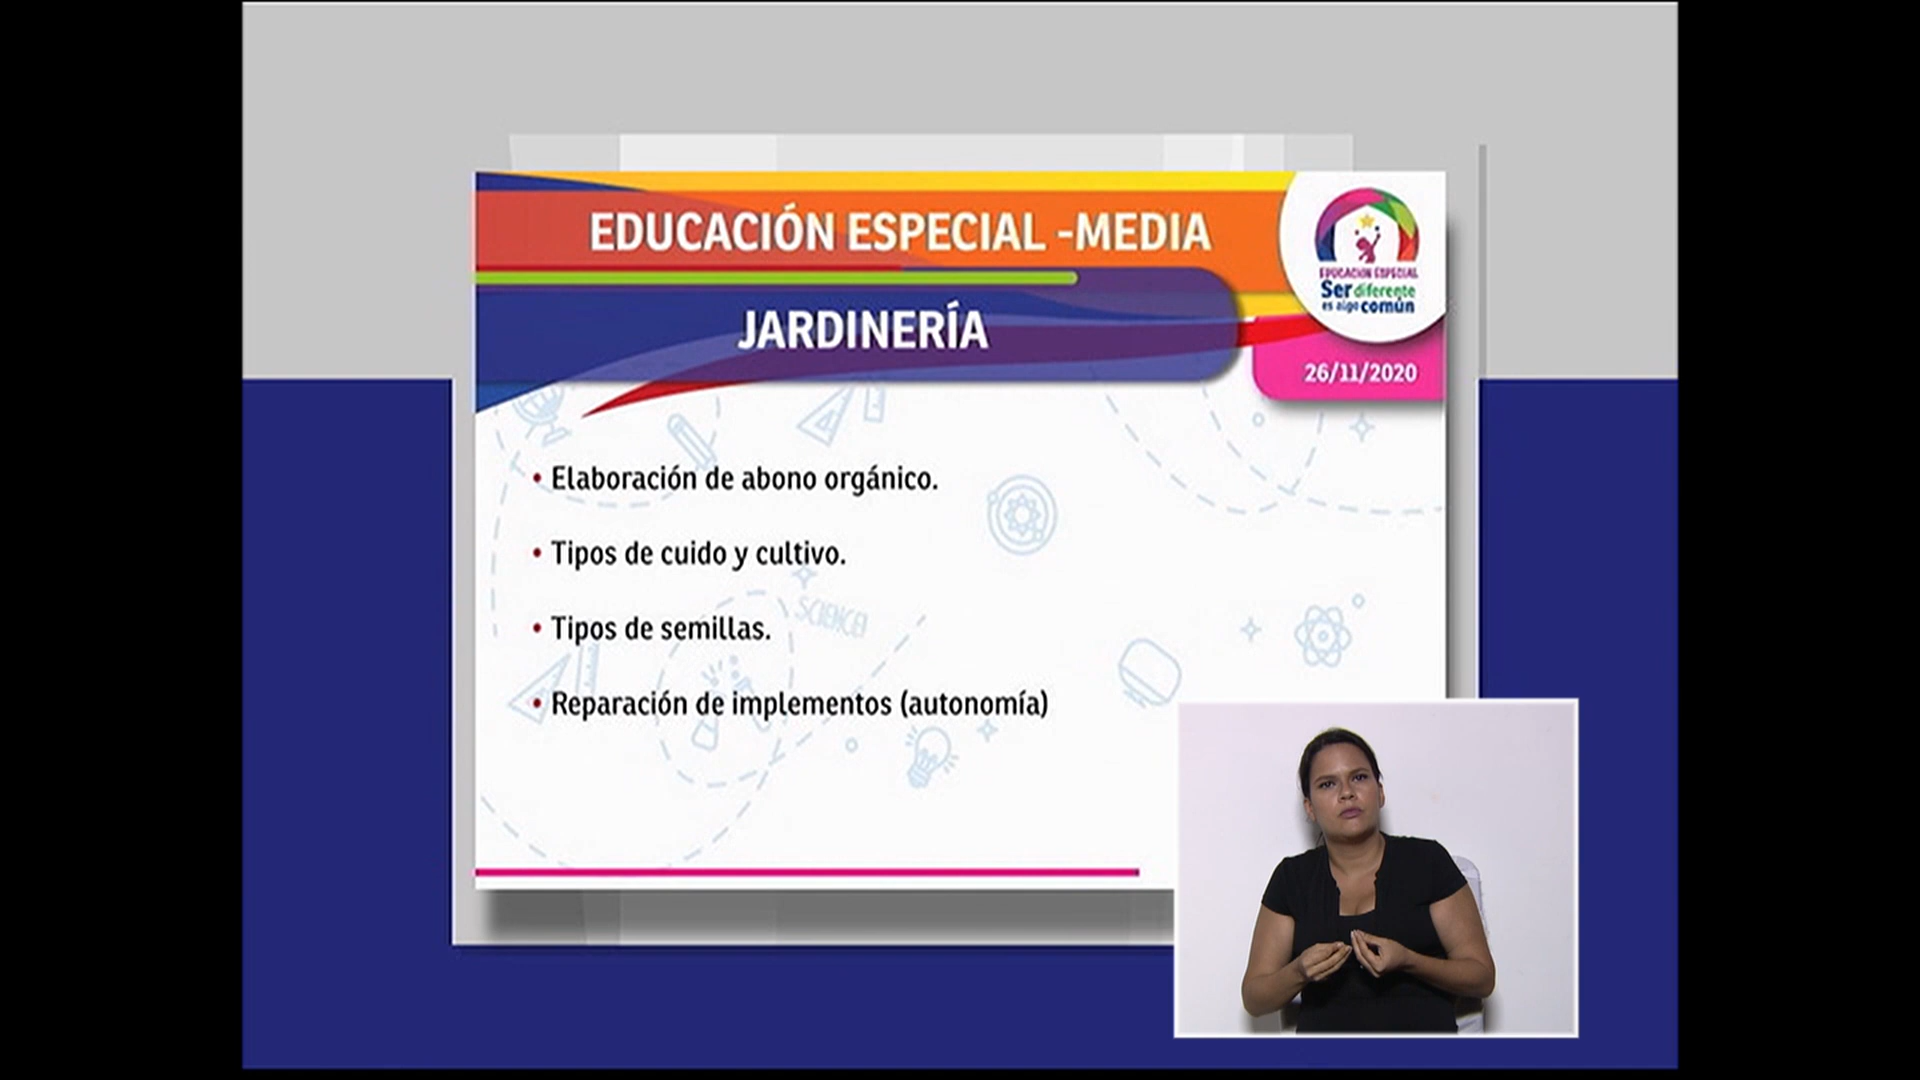 EDUCACIÓN ESPECIAL -MEDIA
EDUCACIÓN ESPECIAL
Ser diferente
es algo común
JARDINERÍA
26/11/2020
• Elaboración de abono orgánico.
• Tipos de cuido y cultivo.
SCIENCE!
• Tipos de semillas.
• Reparación de implementos (autonomía)